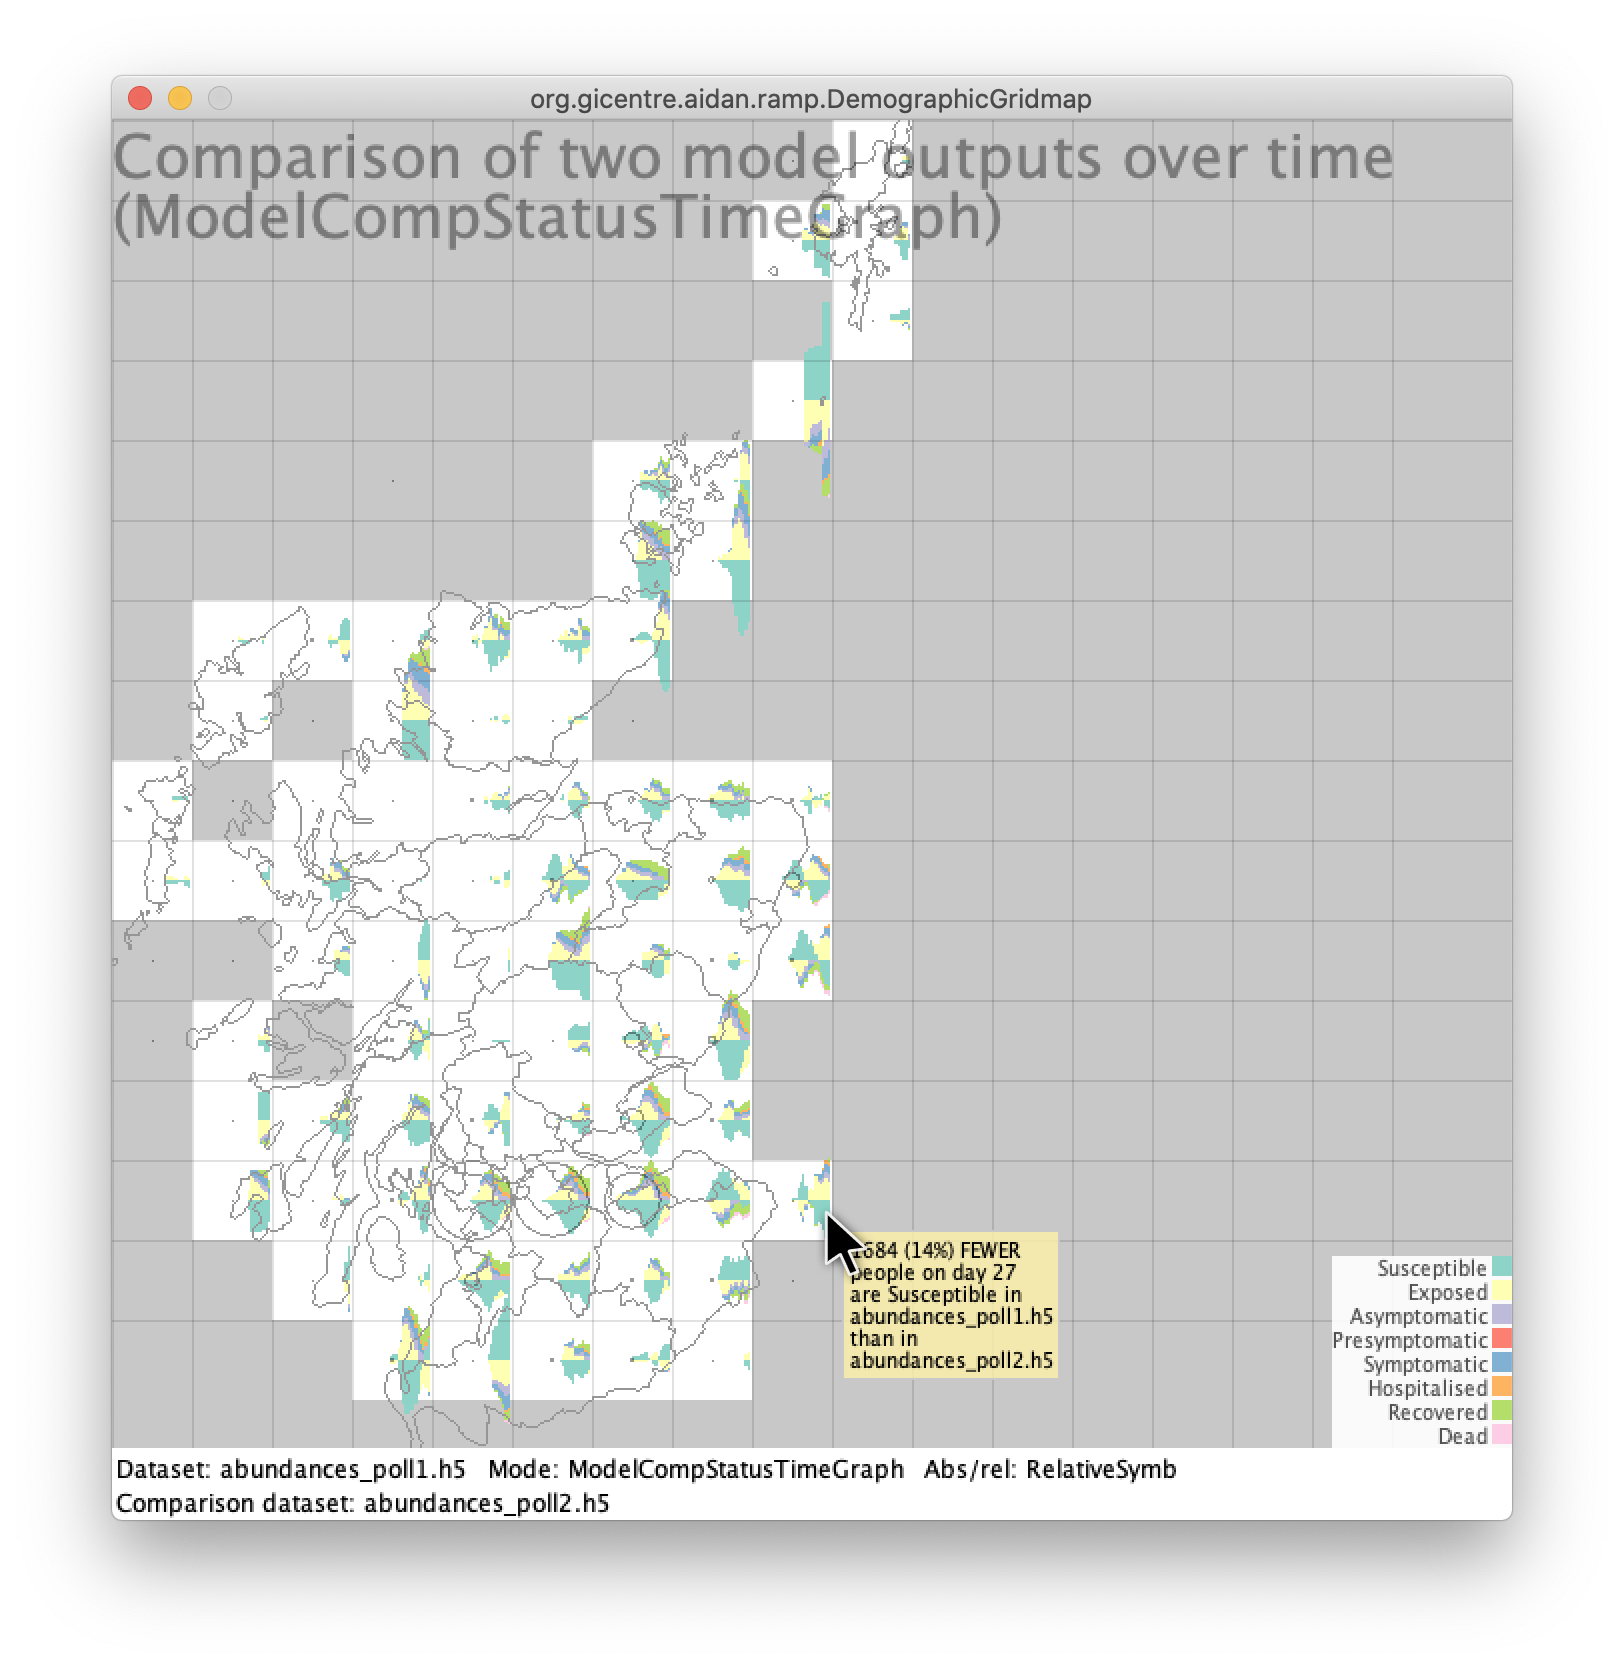 org.gicentre.aidan.ramp.DemographicGridmap
Comparison of two model outputs over time
(ModelCompStatusTimeGraph)
1684 (14%) FEWER
people on day 27
are Susceptible in
abundances_poll1.h5
than in
abundances_poll2.h5
Susceptible
Exposed
Asymptomatic
Presymptomatic
Symptomatic
Hospitalised
Recovered
Dead
Dataset: abundances_poll1.h5 Mode: ModelCompStatusTimeGraph Abs/rel: RelativeSymb
Comparison dataset: abundances_poll2.h5